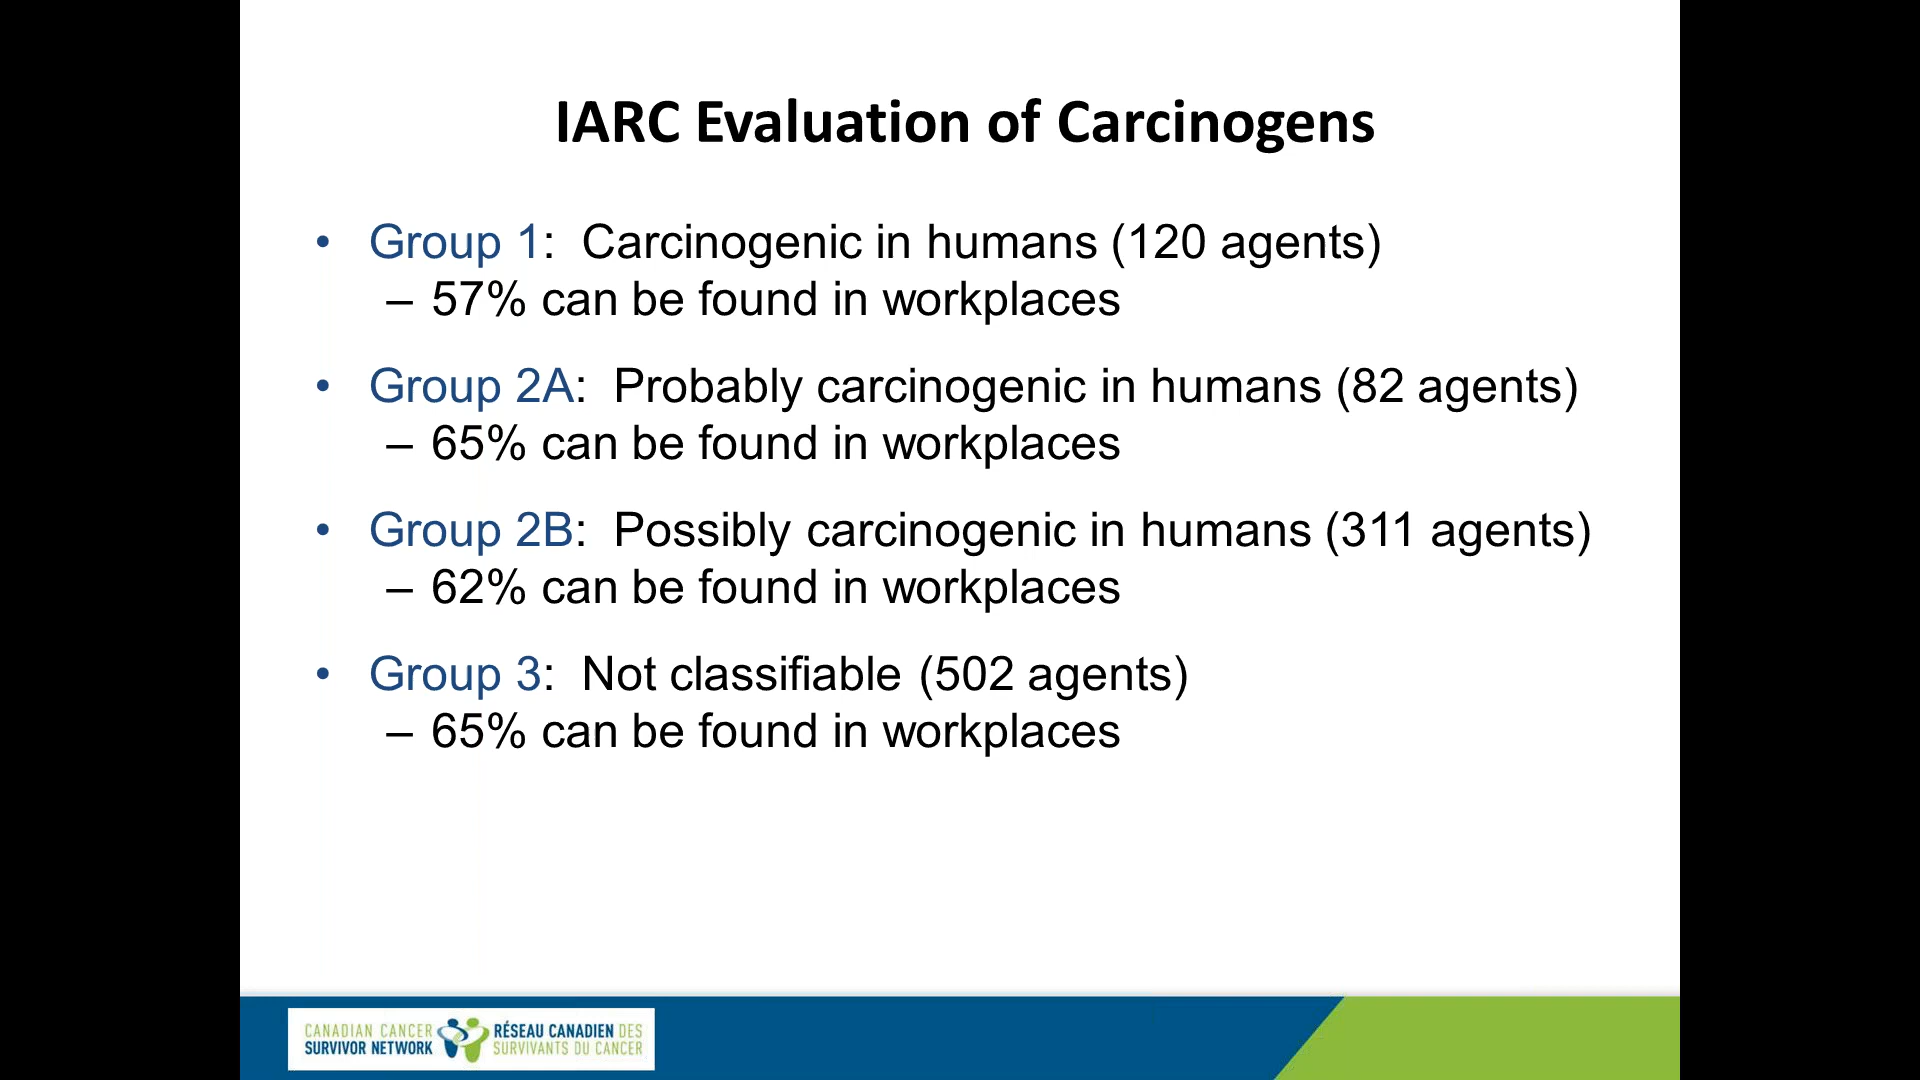 IARC Evaluation of Carcinogens
• Group 1: Carcinogenic in humans (120 agents)
– 57% can be found in workplaces
• Group 2A: Probably carcinogenic in humans (82 agents)
– 65% can be found in workplaces
• Group 2B: Possibly carcinogenic in humans (311 agents)
– 62% can be found in workplaces
• Group 3: Not classifiable (502 agents)
– 65% can be found in workplaces
CANADIAN CANCER
SURVIVOR NETWORK
RÉSEAU CANADIEN DES
SURVIVANTS DU CANCER